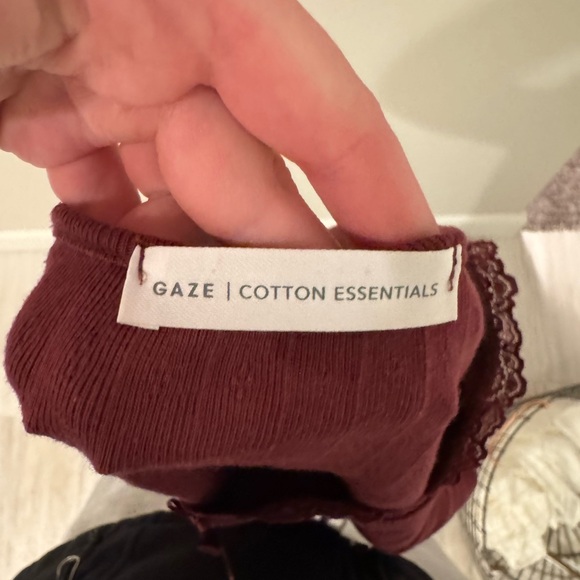 GAZE | COTTON ESSENTIALS